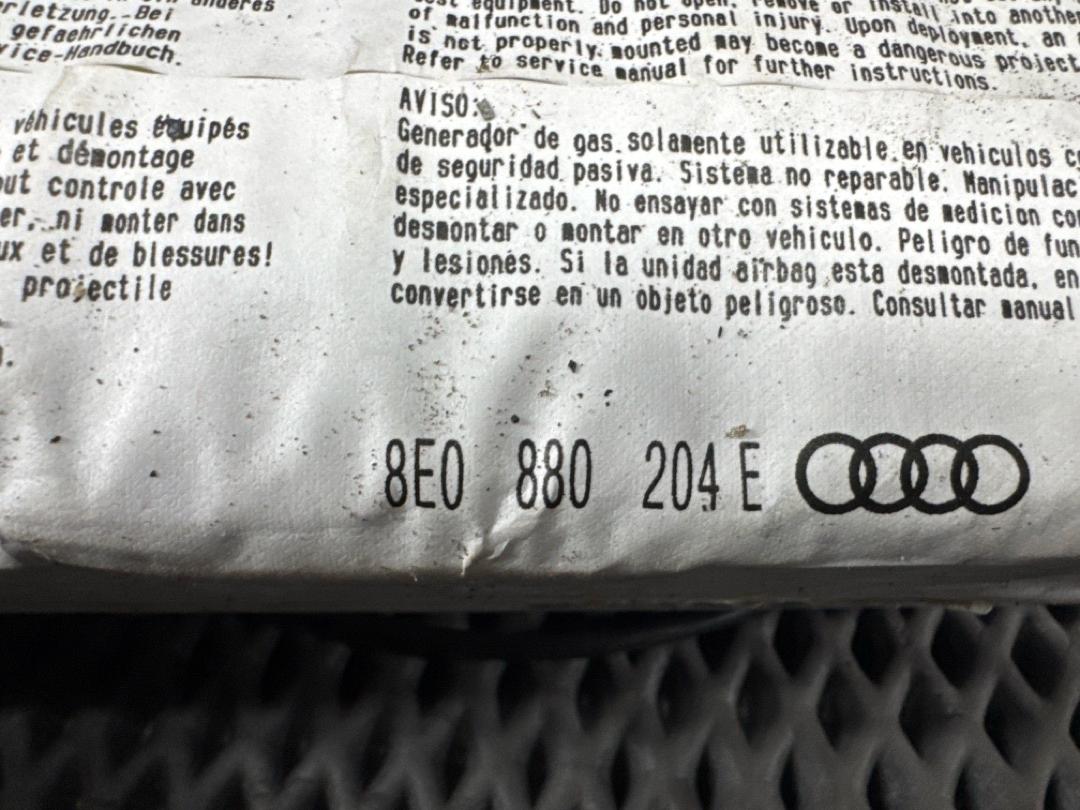 anderes
rletzung. Bei
gefaehrlichen
vice-Handbuch.
test equipment. Do not open, remove or install into another
of malfunction and personal injury. Upon deployment, an
is not properly mounted may become a dangerous project
Refer to service manual for further instructions.
véhicules équipés
et démontage
out controle avec
er, ni monter dans
ux et de blessures!
projectile
AVISO:
Generador de gas solamente utilizable en vehiculos
de seguridad pasiva. Sistema no reparable. Manipulac
especializado. No ensayar con sistemas de medicion
desmontar o montar en otro vehiculo. Peligro de fun
y lesiones. Si la unidad airbag esta desmontada, en
convertirse en un objeto peligroso. Consultar manual
8E0 880 204 E